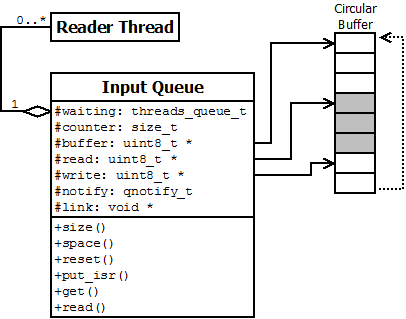 Circular
Buffer
0..*
Reader Thread
Input Queue
1
#waiting: threads_queue_t
#counter: size_t
#buffer: uint8_t *
#read: uint8_t *
#write: uint8_t *
#notify: qnotify_t
#link: void *
+size()
+space()
+reset()
+put_isr()
+get()
+read()